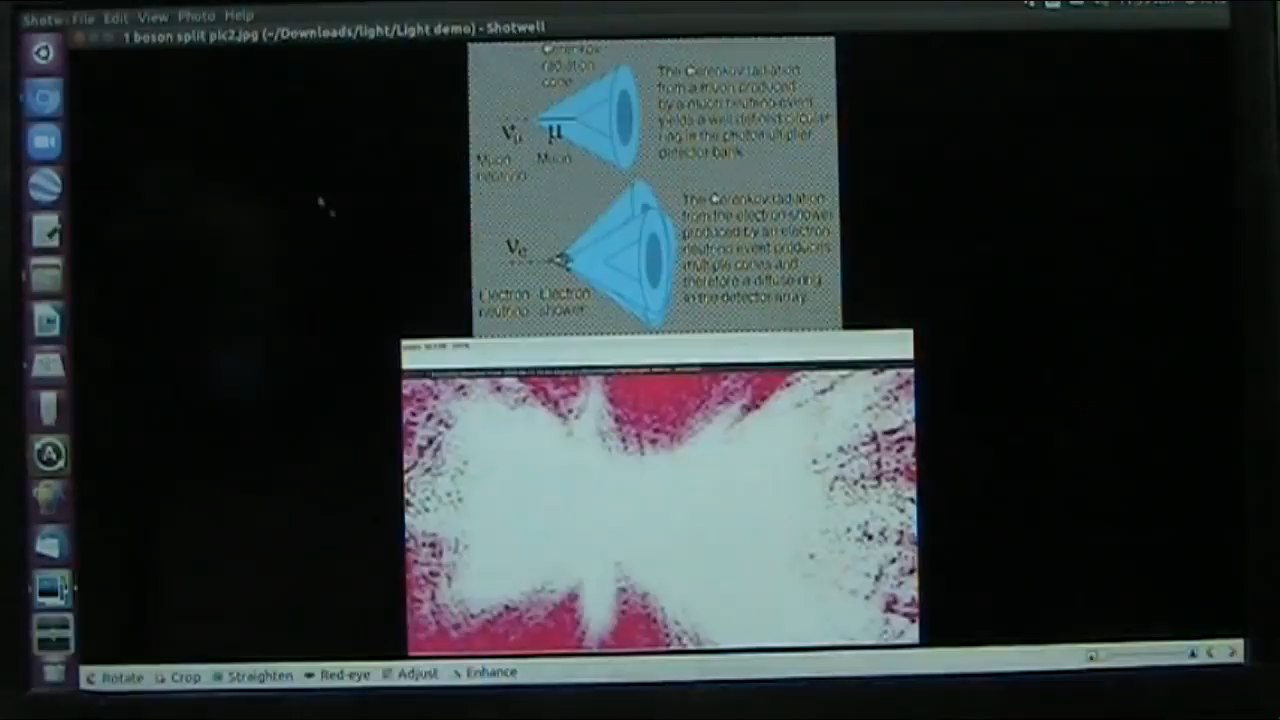 Shotw File Edit View Photo Help
1 boson split pic2.jpg (~/Downloads/light/Light demo) - Shotwell
Cerenkov
radiation
cone
The Cerenkov radiation
from a muon produced
by a muon neutrino event
yields a well defined circular
ring in the photomultiplier
detector bank.
νμ μ
Muon Muon
neutrino
The Cerenkov radiation
from the electron shower
produced by an electron
neutrino event produces
multiple cones and
therefore a diffuse ring
in the detector array.
νe
Electron Electron
neutrino shower
Rotate Crop Straighten Red-eye Adjust Enhance